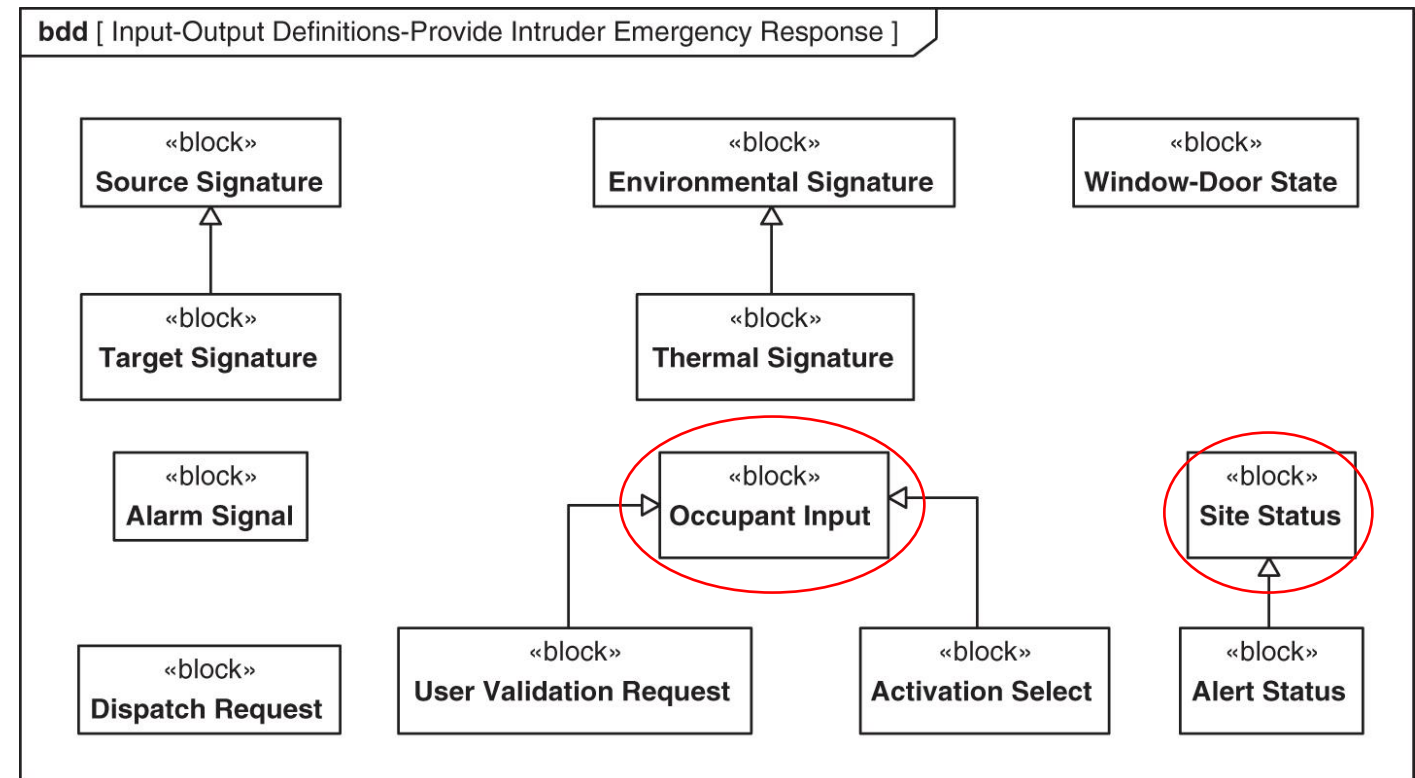 bdd [ Input-Output Definitions-Provide Intruder Emergency Response ]
«block»
Source Signature
«block»
Environmental Signature
«block»
Window-Door State
«block»
Target Signature
«block»
Thermal Signature
«block»
Alarm Signal
«block»
Occupant Input
«block»
Site Status
«block»
Dispatch Request
«block»
User Validation Request
«block»
Activation Select
«block»
Alert Status